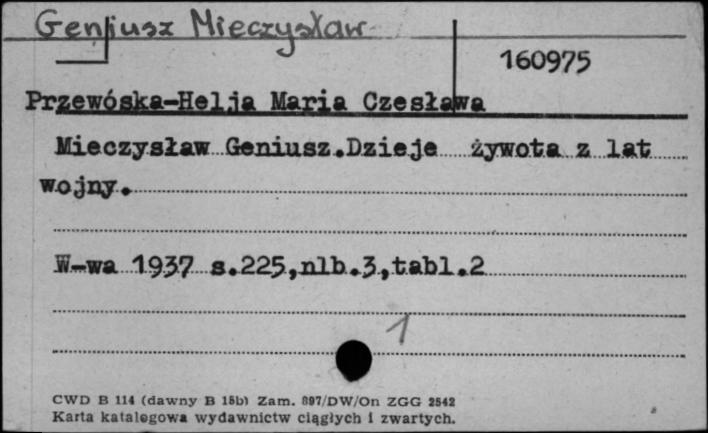 Genjusz Mieczysław
160975
Przewóska-Helja Maria Czesława
Mieczysław Geniusz.Dzieje żywota z lat
wojny.
W-wa 1937 s.225,nlb.3,tabl.2
1
CWD B 114 (dawny B 15b) Zam. 897/DW/On ZGG 2542
Karta katalogowa wydawnictw ciągłych i zwartych.